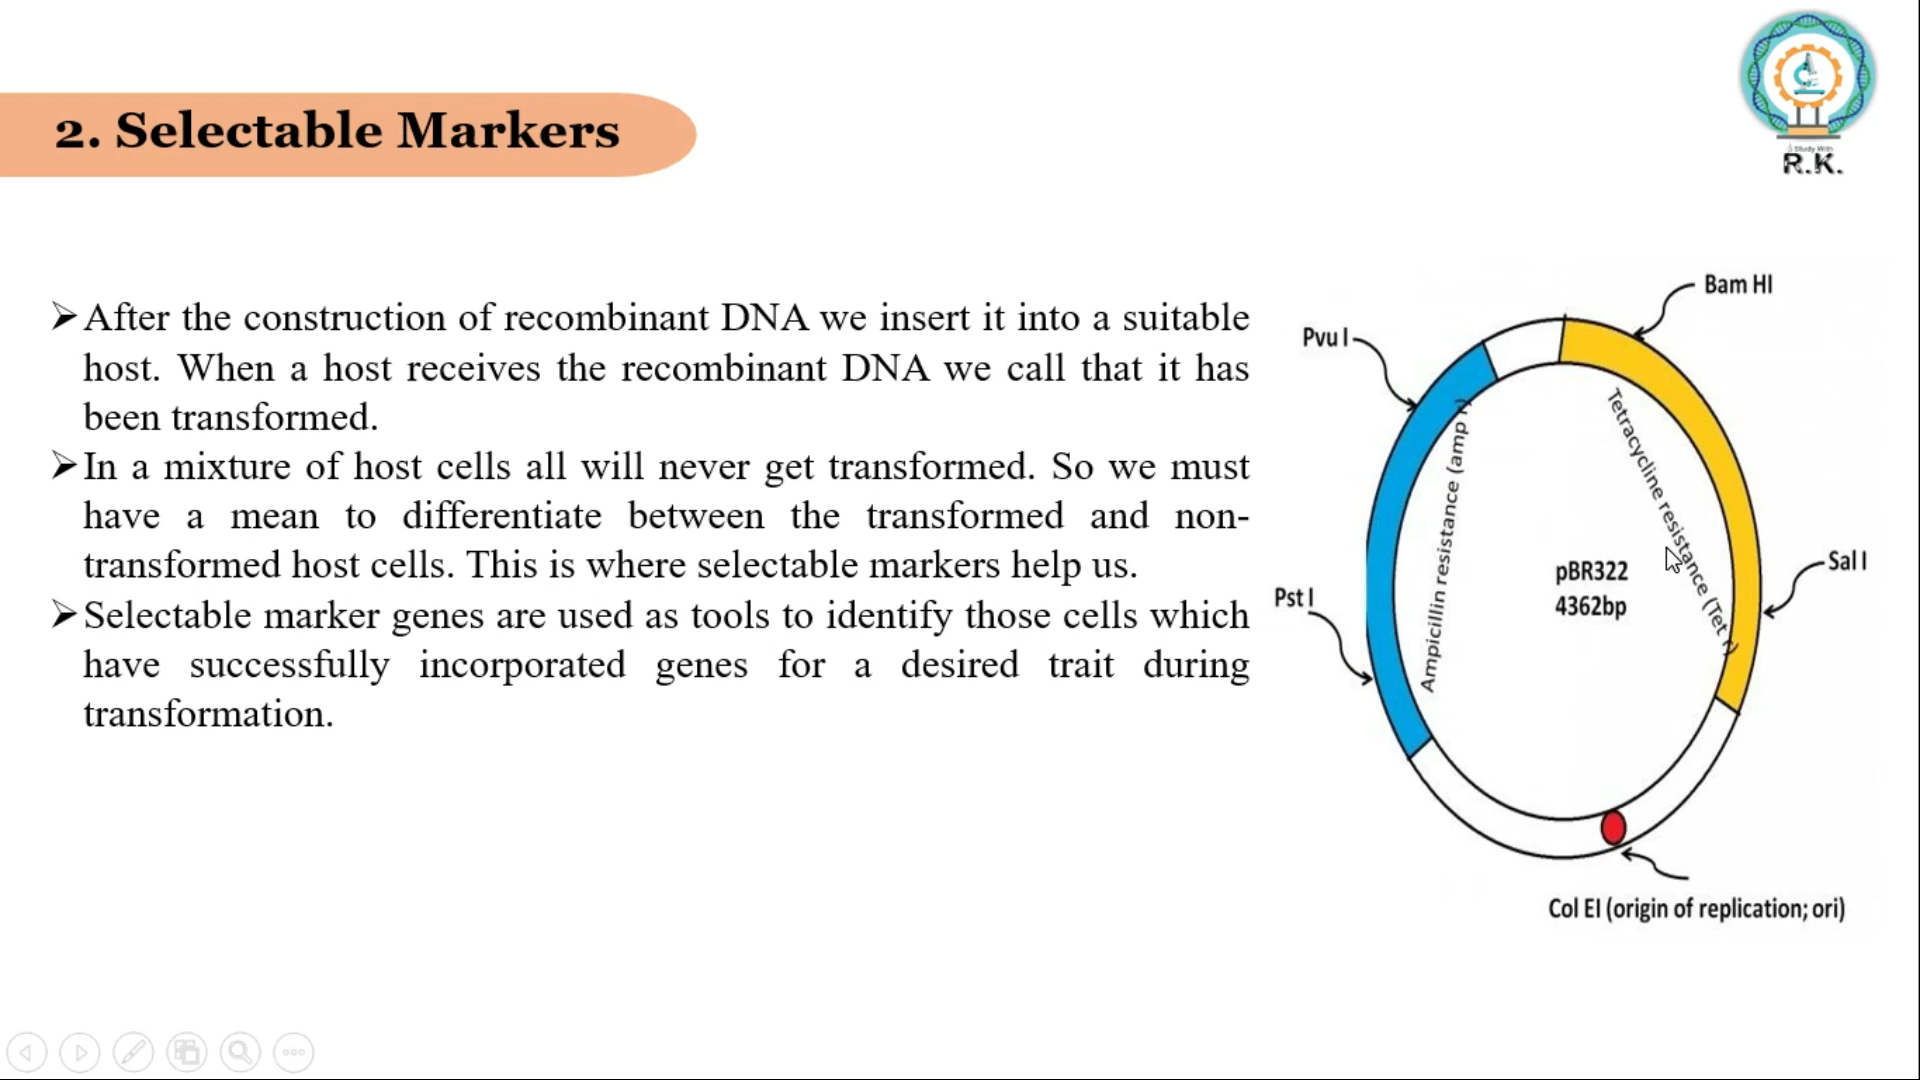 2. Selectable Markers
Study With
R.K.
➢After the construction of recombinant DNA we insert it into a suitable
host. When a host receives the recombinant DNA we call that it has
been transformed.
➢In a mixture of host cells all will never get transformed. So we must
have a mean to differentiate between the transformed and non-
transformed host cells. This is where selectable markers help us.
➢Selectable marker genes are used as tools to identify those cells which
have successfully incorporated genes for a desired trait during
transformation.
Bam HI
Pvu I
Ampicillin resistance (amp r)
Tetracycline resistance (Tet r)
pBR322
4362bp
Sal I
Pst I
Col EI (origin of replication; ori)